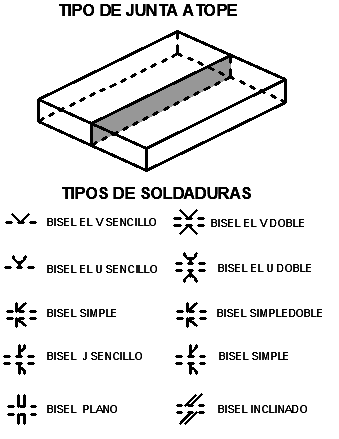 TIPO DE JUNTA A TOPE
TIPOS DE SOLDADURAS
BISEL EL V SENCILLO
BISEL EL V DOBLE
BISEL EL U SENCILLO
BISEL EL U DOBLE
BISEL SIMPLE
BISEL SIMPLEDOBLE
BISEL J SENCILLO
BISEL SIMPLE
BISEL PLANO
BISEL INCLINADO